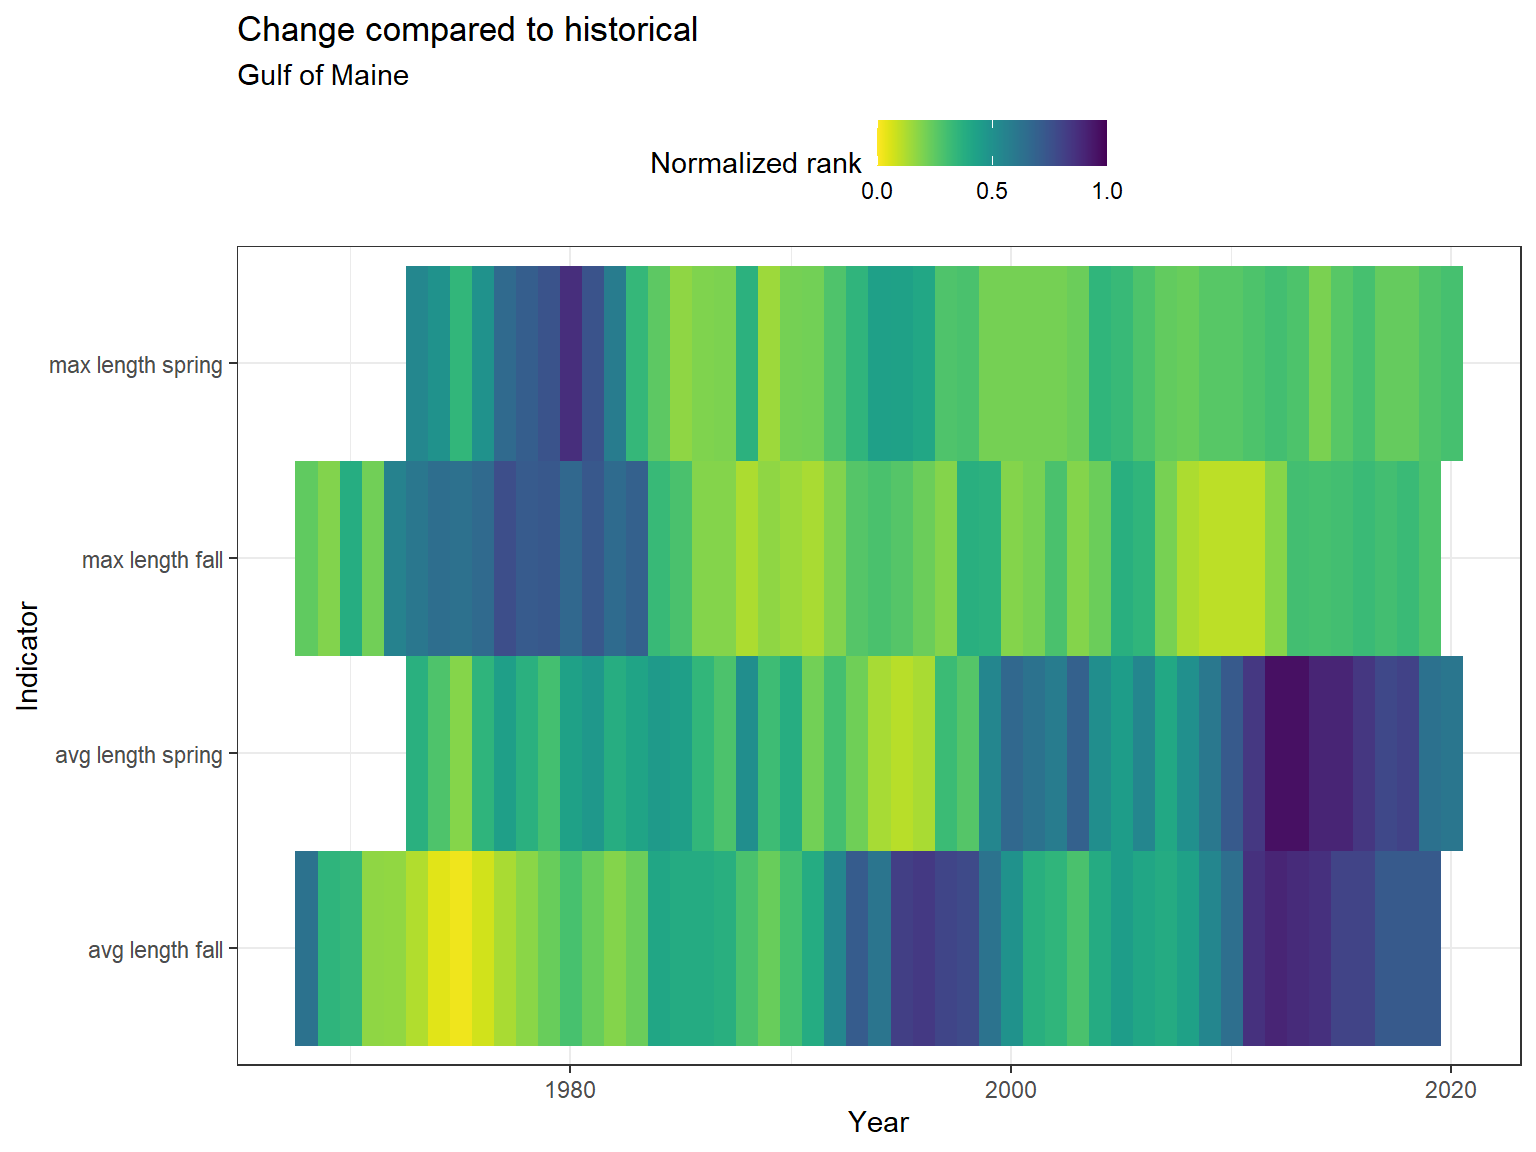 Change compared to historical
Gulf of Maine
Normalized rank
0.0 0.5 1.0
Indicator
max length spring
max length fall
avg length spring
avg length fall
1980 2000 2020
Year